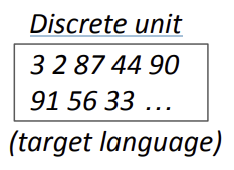 Discrete unit
3 2 87 44 90
91 56 33 ...
(target language)